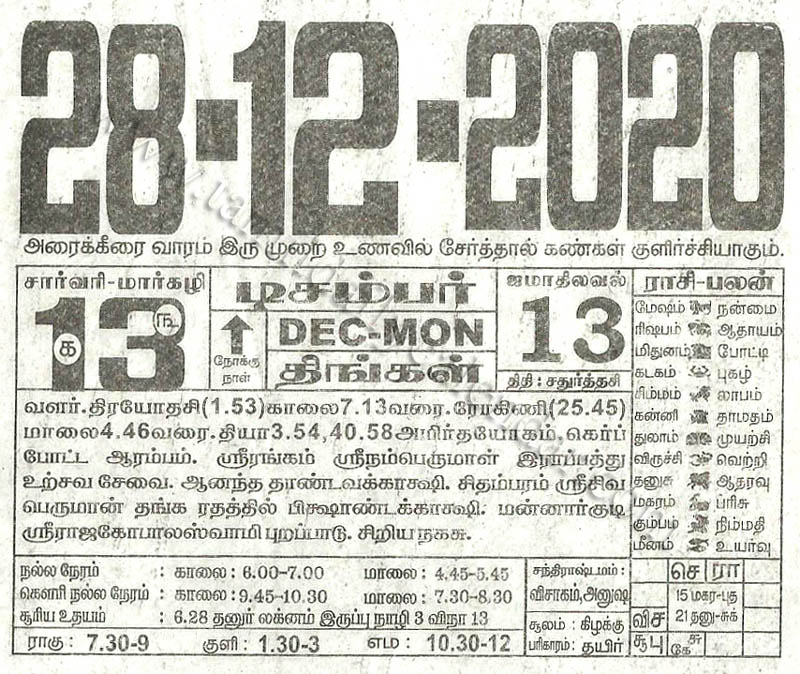 28-12-2020
அரைக்கீரை வாரம் இரு முறை உணவில் சேர்த்தால் கண்கள் குளிர்ச்சியாகும்.
சார்வரி-மார்கழி
13
க ௩
டிசம்பர்
நோக்கு நாள்
DEC-MON
திங்கள்
ஜமாதிலவல்
13
திதி : சதுர்த்தசி
ராசி-பலன்
மேஷம் நன்மை
ரிஷபம் ஆதாயம்
மிதுனம் போட்டி
கடகம் புகழ்
சிம்மம் லாபம்
கன்னி தாமதம்
துலாம் முயற்சி
விருச்சி வெற்றி
தனுசு ஆதரவு
மகரம் பரிசு
கும்பம் நிம்மதி
மீனம் உயர்வு
வளர்.திரயோதசி(1.53)காலை7.13வரை.ரோகிணி(25.45)
மாலை4.46வரை.தியா3.54,40.58அமிர்தயோகம்.கெர்ப்
போட்ட ஆரம்பம். ஸ்ரீரங்கம் ஸ்ரீநம்பெருமாள் இராப்பத்து
உற்சவ சேவை. ஆனந்த தாண்டவக்காக்ஷி. சிதம்பரம் ஸ்ரீசிவ
பெருமான் தங்க ரதத்தில் பிக்ஷாண்டக்காக்ஷி. மன்னார்குடி
ஸ்ரீராஜகோபாலஸ்வாமி புறப்பாடு. சிறிய நகசு.
நல்ல நேரம் : காலை : 6.00-7.00 மாலை : 4.45-5.45
கௌரி நல்ல நேரம் : காலை : 9.45-10.30 மாலை : 7.30-8.30
சூரிய உதயம் : 6.28 தனுர் லக்னம் இருப்பு நாழி 3 விநா 13
ராகு : 7.30-9 குளி : 1.30-3 எம : 10.30-12
சந்திராஷ்டமம் :
விசாகம்,அனுஷ
சூலம் : கிழக்கு
பரிகாரம் : தயிர்
செ ரா
15 மகர-புத
21 தனு-சுக்
விச
சூபு கே சு